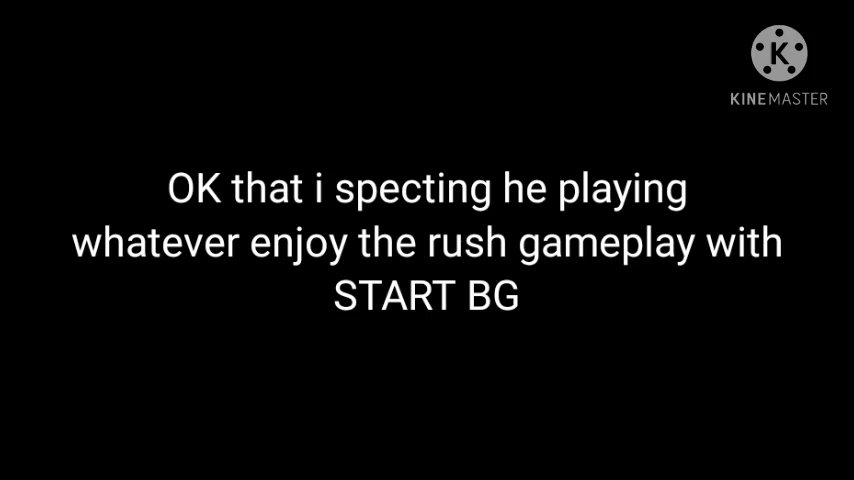 K
KINEMASTER
OK that i specting he playing
whatever enjoy the rush gameplay with
START BG